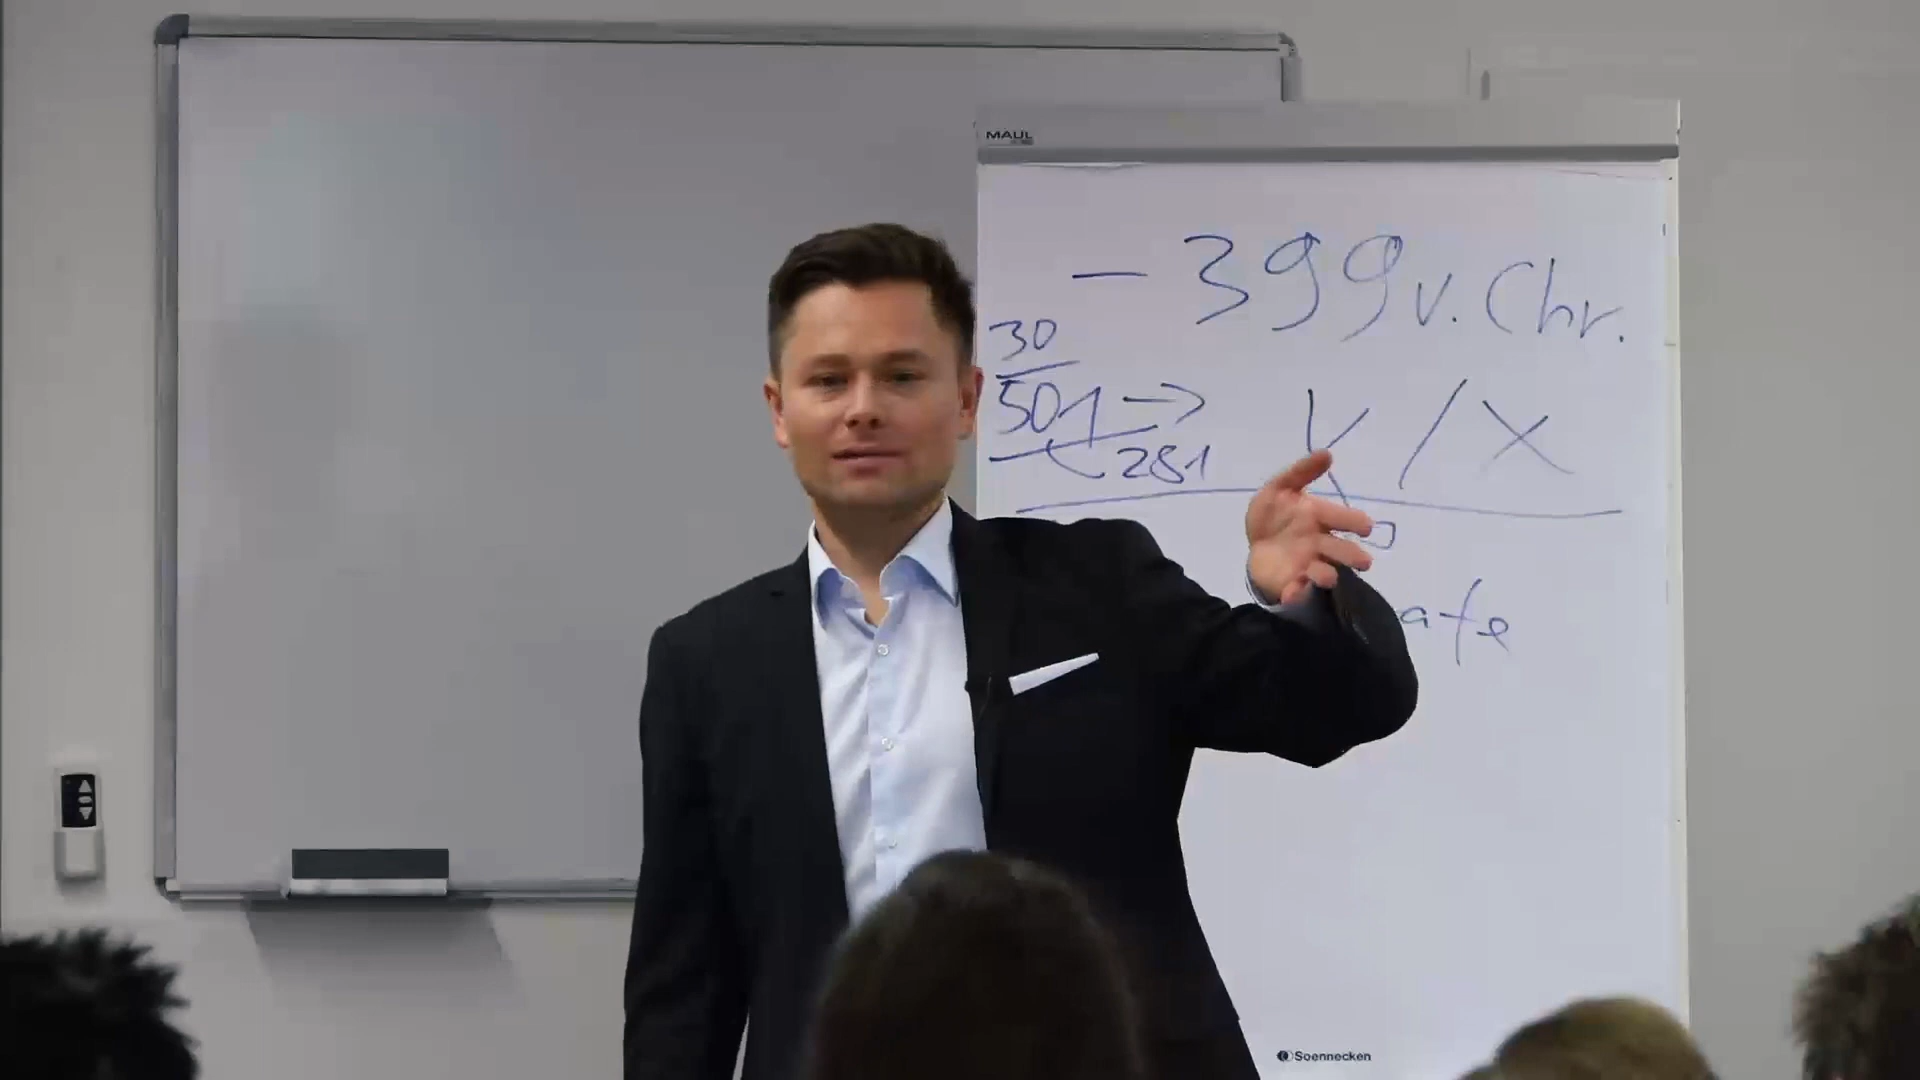 MAUL
- 399 v. Chr.
30
501 → V / X
281
Soennecken